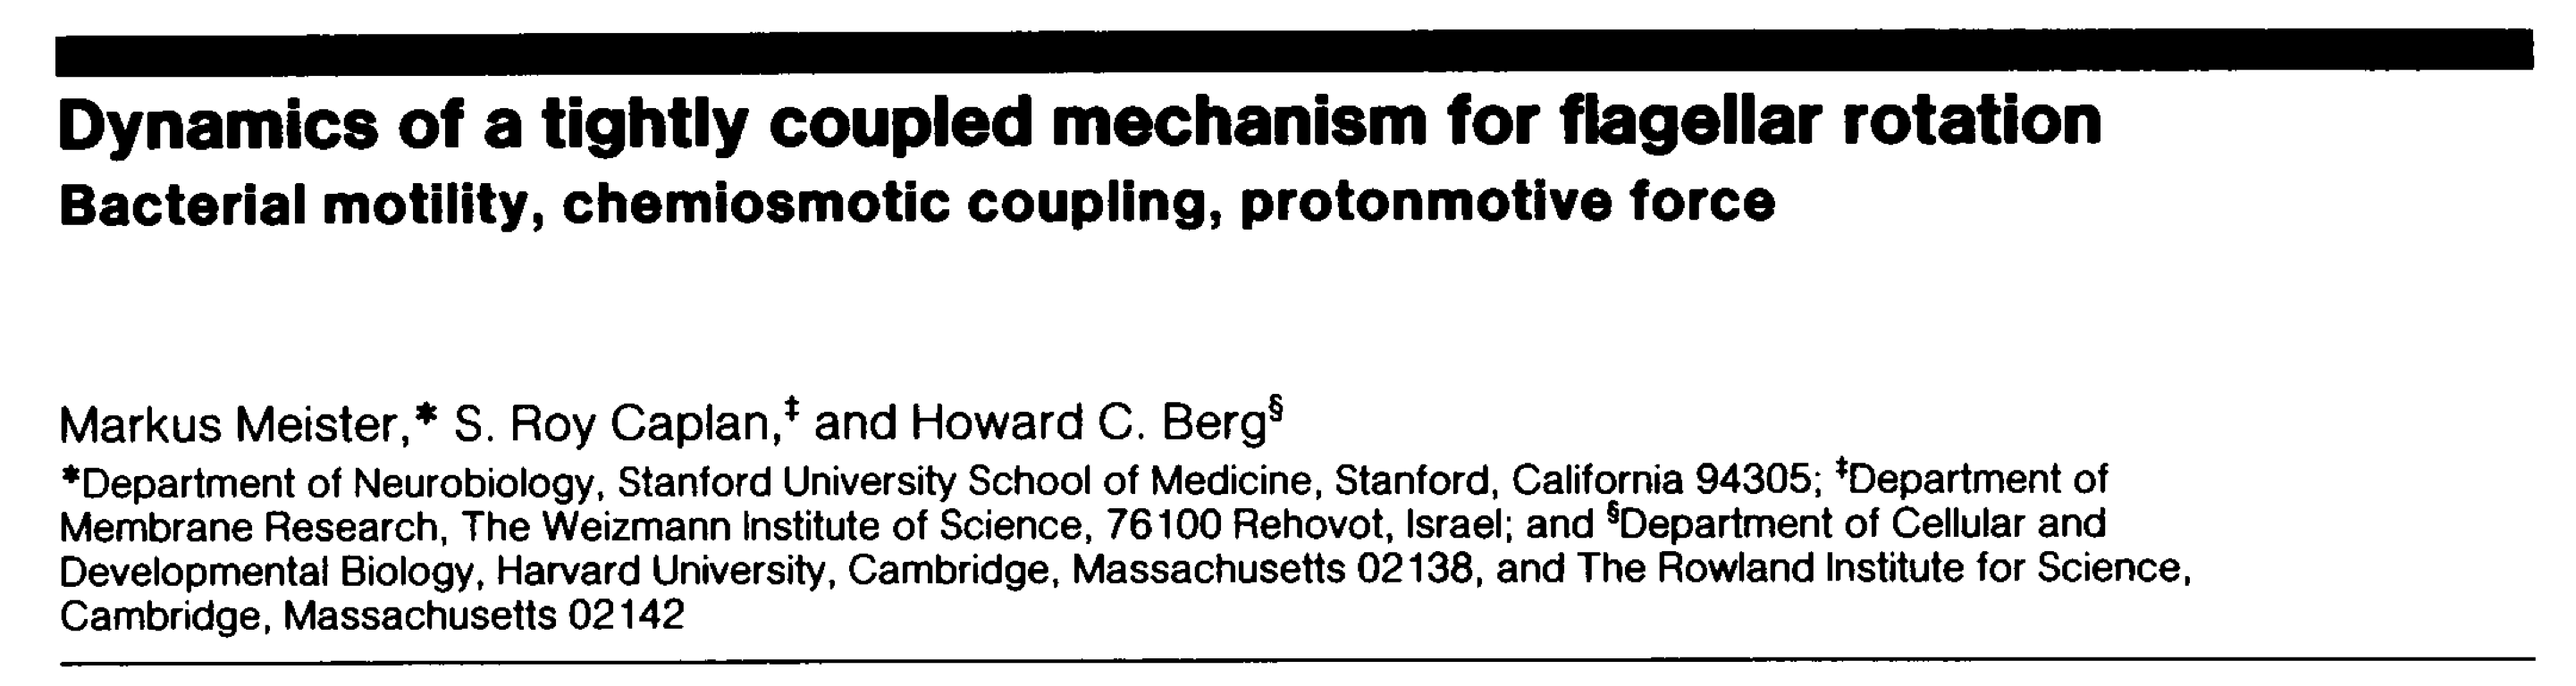 Dynamics of a tightly coupled mechanism for flagellar rotation
Bacterial motility, chemiosmotic coupling, protonmotive force
Markus Meister,* S. Roy Caplan,‡ and Howard C. Berg§
*Department of Neurobiology, Stanford University School of Medicine, Stanford, California 94305; ‡Department of
Membrane Research, The Weizmann Institute of Science, 76100 Rehovot, Israel; and §Department of Cellular and
Developmental Biology, Harvard University, Cambridge, Massachusetts 02138, and The Rowland Institute for Science,
Cambridge, Massachusetts 02142